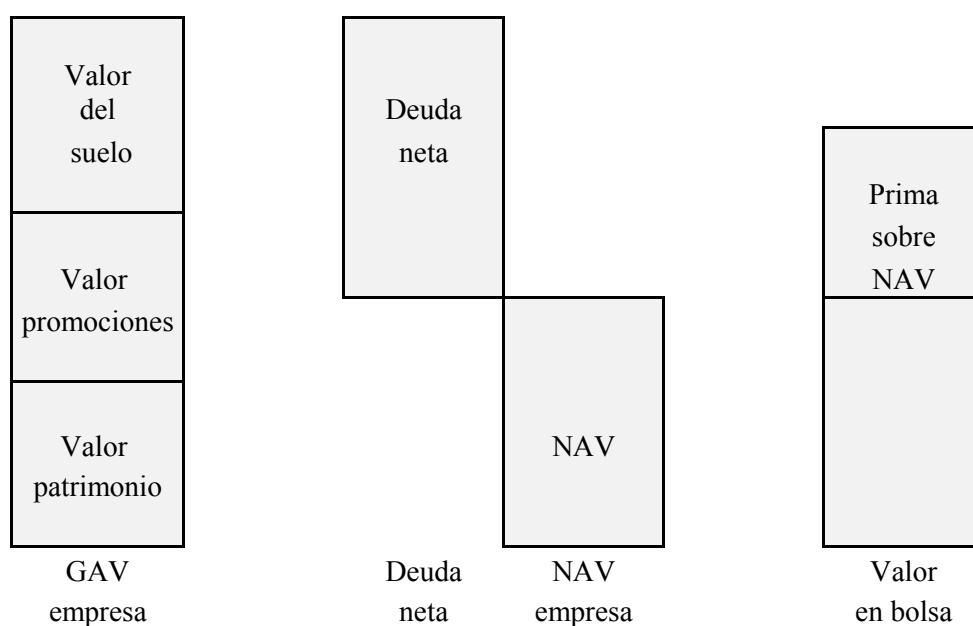 Valor
del
suelo
Valor
promociones
Valor
patrimonio
GAV
empresa
Deuda
neta
Deuda
neta
NAV
NAV
empresa
Prima
sobre
NAV
Valor
en bolsa